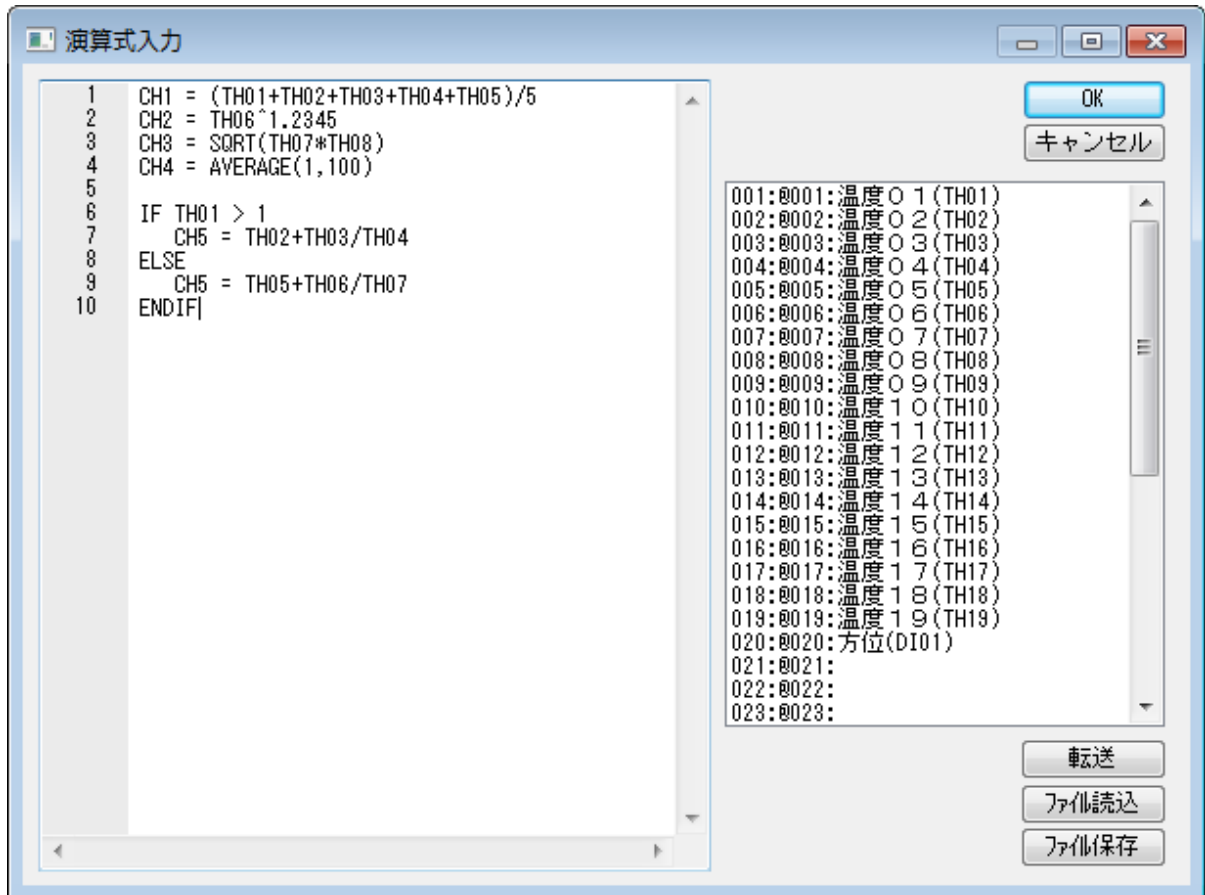 演算式入力
1 CH1 = (TH01+TH02+TH03+TH04+TH05)/5
2 CH2 = TH06^1.2345
3 CH3 = SQRT(TH07*TH08)
4 CH4 = AVERAGE(1,100)
5
6 IF TH01 > 1
7 CH5 = TH02+TH03/TH04
8 ELSE
9 CH5 = TH05+TH06/TH07
10 ENDIF
OK
キャンセル
001:@001:温度０１(TH01)
002:@002:温度０２(TH02)
003:@003:温度０３(TH03)
004:@004:温度０４(TH04)
005:@005:温度０５(TH05)
006:@006:温度０６(TH06)
007:@007:温度０７(TH07)
008:@008:温度０８(TH08)
009:@009:温度０９(TH09)
010:@010:温度１０(TH10)
011:@011:温度１１(TH11)
012:@012:温度１２(TH12)
013:@013:温度１３(TH13)
014:@014:温度１４(TH14)
015:@015:温度１５(TH15)
016:@016:温度１６(TH16)
017:@017:温度１７(TH17)
018:@018:温度１８(TH18)
019:@019:温度１９(TH19)
020:@020:方位(DI01)
021:@021:
022:@022:
023:@023:
転送
ﾌｧｲﾙ読込
ﾌｧｲﾙ保存